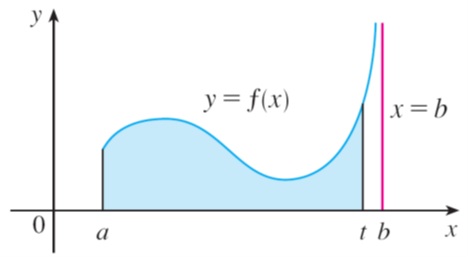 y
y = f(x)
x = b
0
a
t b
x